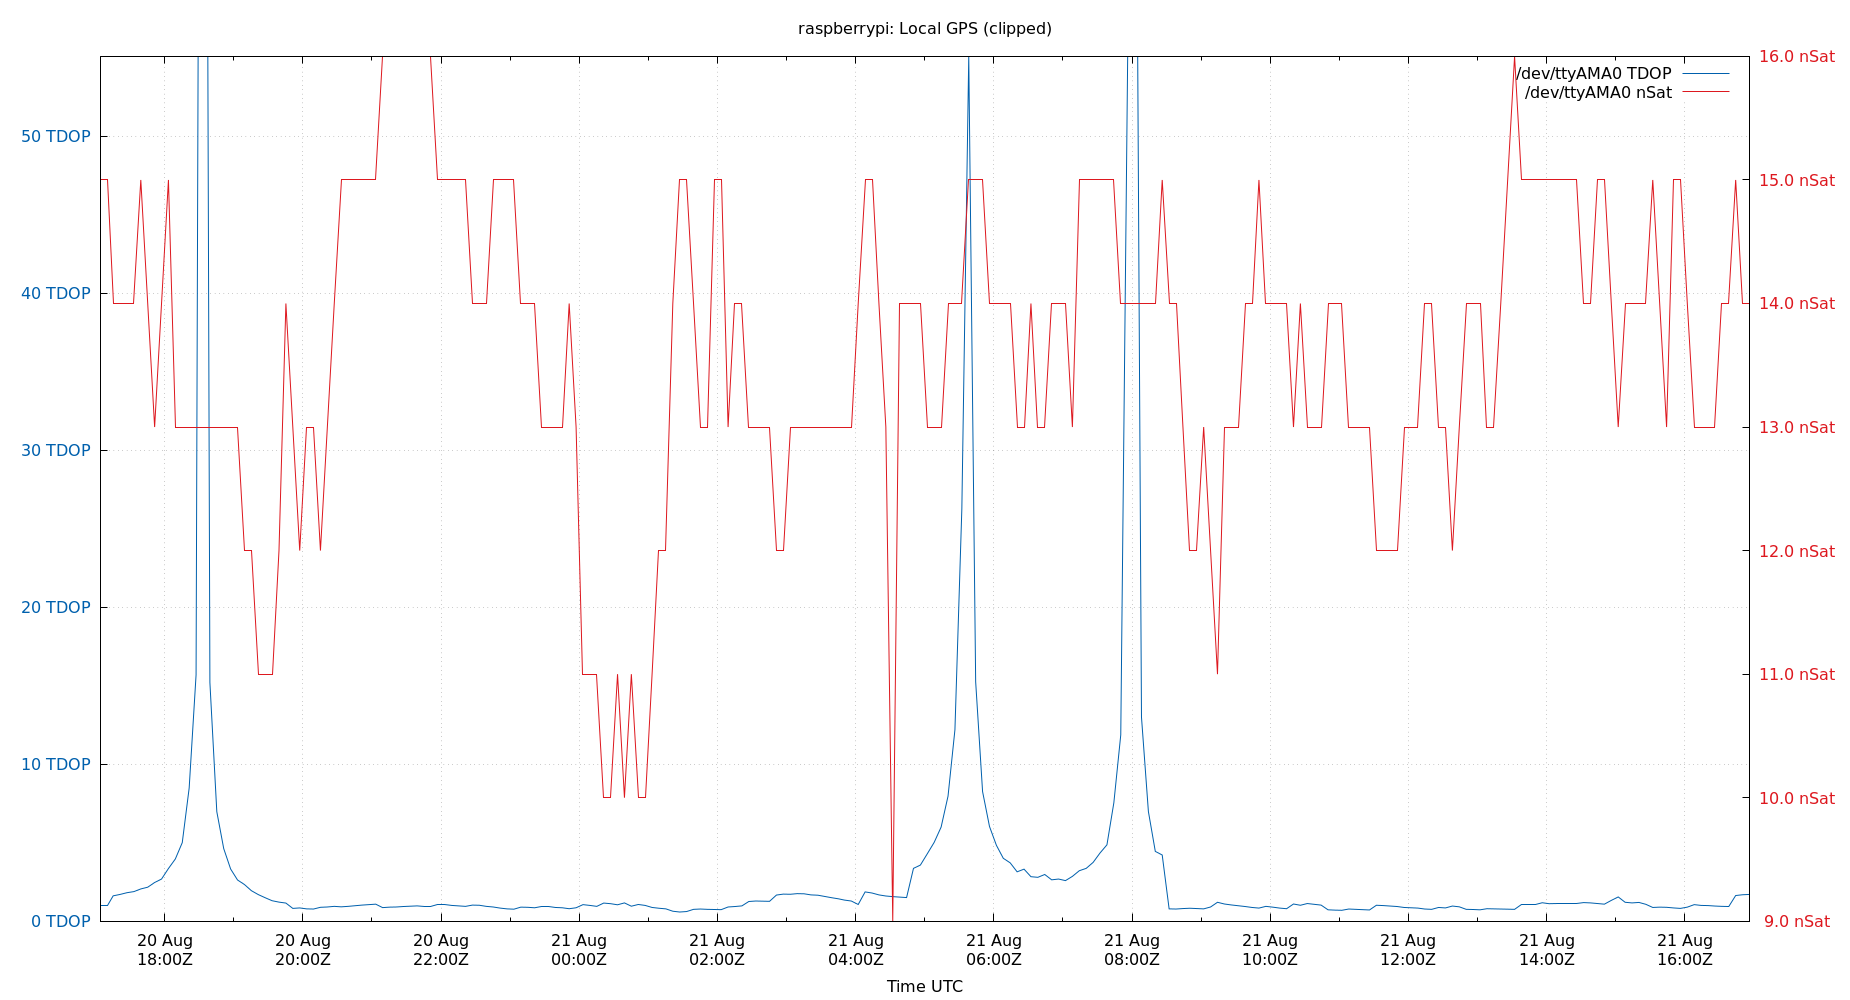 raspberrypi: Local GPS (clipped)
/dev/ttyAMA0 TDOP
/dev/ttyAMA0 nSat
50 TDOP
40 TDOP
30 TDOP
20 TDOP
10 TDOP
0 TDOP
16.0 nSat
15.0 nSat
14.0 nSat
13.0 nSat
12.0 nSat
11.0 nSat
10.0 nSat
9.0 nSat
20 Aug
18:00Z
20 Aug
20:00Z
20 Aug
22:00Z
21 Aug
00:00Z
21 Aug
02:00Z
21 Aug
04:00Z
21 Aug
06:00Z
21 Aug
08:00Z
21 Aug
10:00Z
21 Aug
12:00Z
21 Aug
14:00Z
21 Aug
16:00Z
Time UTC